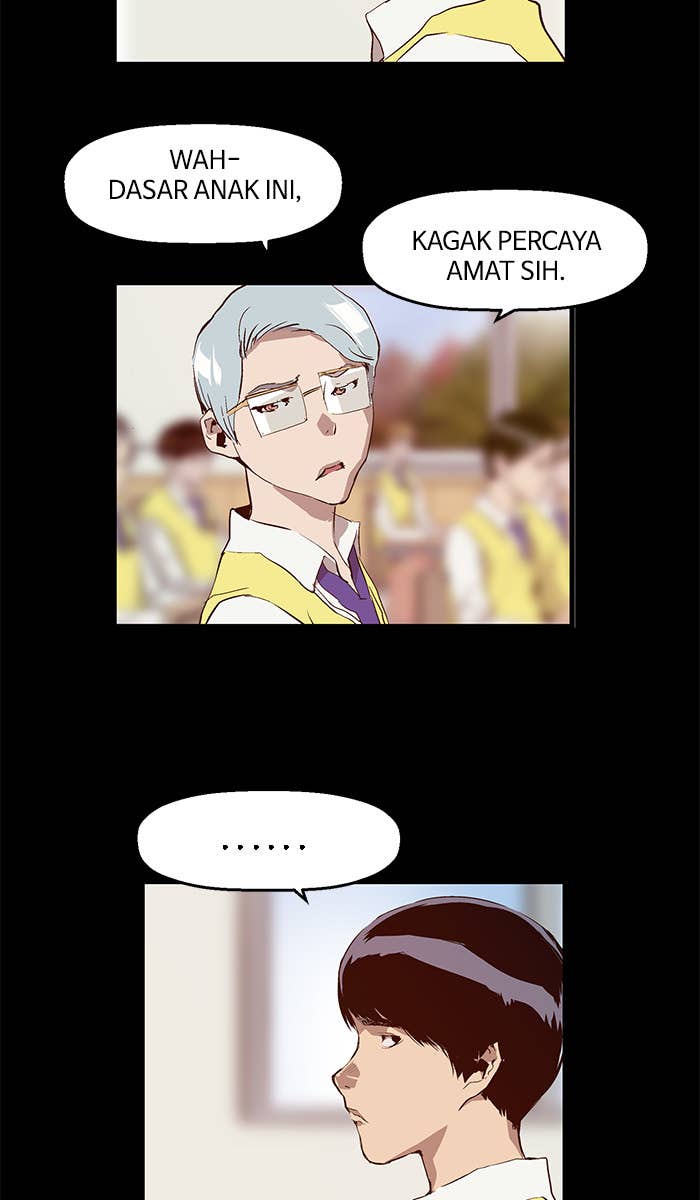 WAH-
DASAR ANAK INI,
KAGAK PERCAYA
AMAT SIH.
......